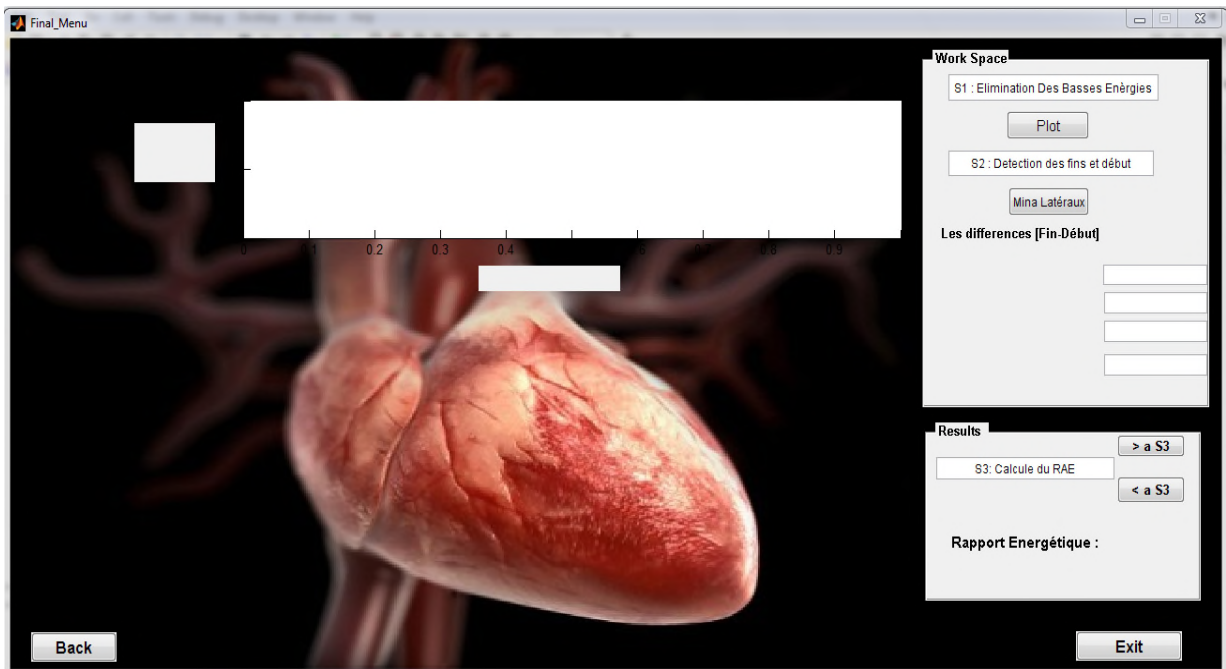 Final_Menu
Work Space
S1 : Elimination Des Basses Enèrgies
Plot
S2 : Detection des fins et début
Mina Latéraux
Les differences [Fin-Début]
0 0.2 0.3 0.4 0.7 0.8 0.9
Results
> a S3
S3: Calcule du RAE
< a S3
Rapport Energétique :
Back
Exit